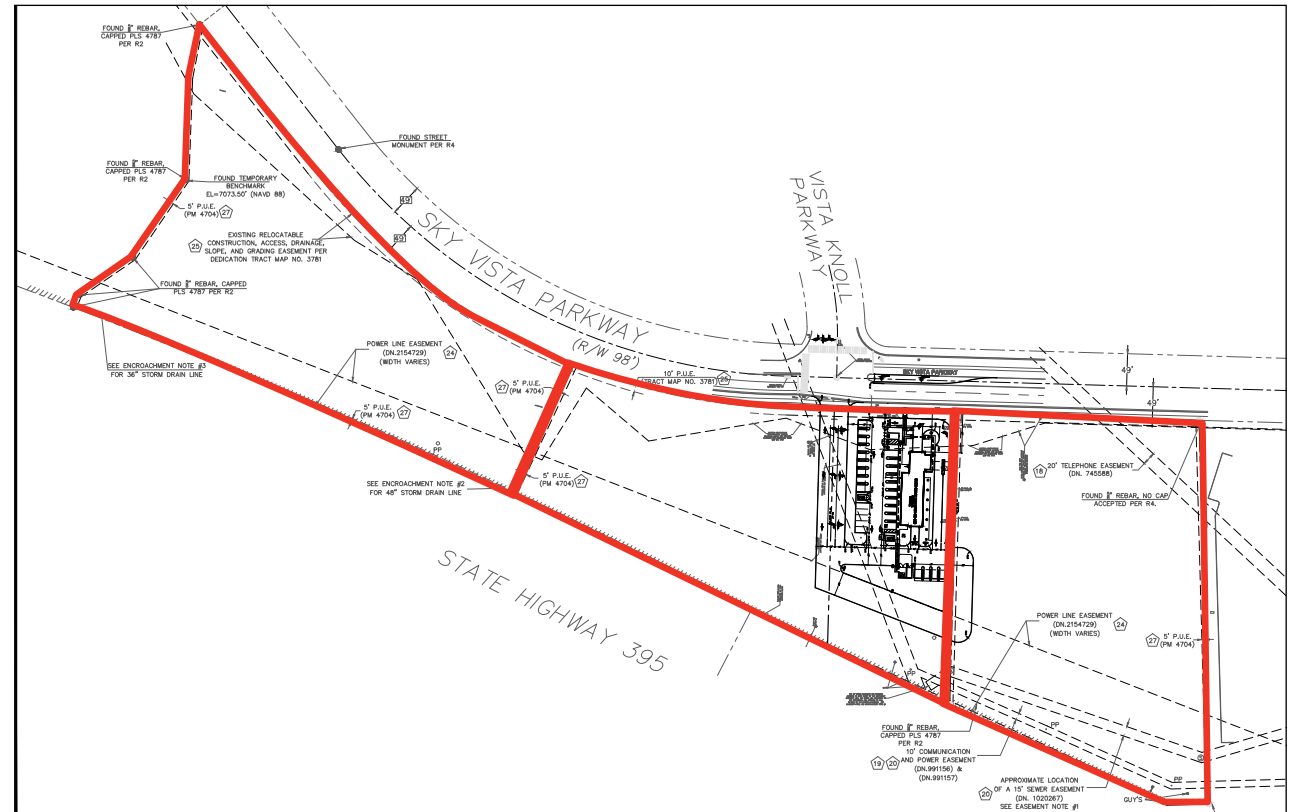 FOUND ⅝" REBAR,
CAPPED PLS 4787
PER R2
FOUND STREET
MONUMENT PER R4
FOUND ⅝" REBAR,
CAPPED PLS 4787
PER R2
FOUND TEMPORARY
BENCHMARK
EL=7073.50' (NAVD 88)
5' P.U.E.
(PM 4704) 27
25
EXISTING RELOCATABLE
CONSTRUCTION, ACCESS, DRAINAGE,
SLOPE, AND GRADING EASEMENT PER
DEDICATION TRACT MAP NO. 3781
49'
49'
SKY VISTA PARKWAY
(R/W 98')
VISTA KNOLL
PARKWAY
FOUND ⅝" REBAR, CAPPED
PLS 4787 PER R2
SEE ENCROACHMENT NOTE #3
FOR 36" STORM DRAIN LINE
POWER LINE EASEMENT
(DN.2154729) 24
(WIDTH VARIES)
5' P.U.E.
(PM 4704) 27
PP
27 5' P.U.E.
(PM 4704)
10' P.U.E.
(TRACT MAP NO. 3781) 26
SKY VISTA PARKWAY
49'
49'
SEE ENCROACHMENT NOTE #2
FOR 48" STORM DRAIN LINE
5' P.U.E.
(PM 4704) 27
18 20' TELEPHONE EASEMENT
(DN. 745588)
FOUND ⅝" REBAR, NO CAP
ACCEPTED PER R4.
STATE HIGHWAY 395
POWER LINE EASEMENT
(DN.2154729) 24
(WIDTH VARIES)
27 5' P.U.E.
(PM 4704)
PP
FOUND ⅝" REBAR,
CAPPED PLS 4787
PER R2
19 20
10' COMMUNICATION
AND POWER EASEMENT
(DN.991156) &
(DN.991157)
PP
20
APPROXIMATE LOCATION
OF A 15' SEWER EASEMENT
(DN. 1020267)
SEE EASEMENT NOTE #1
PP
GUY'S